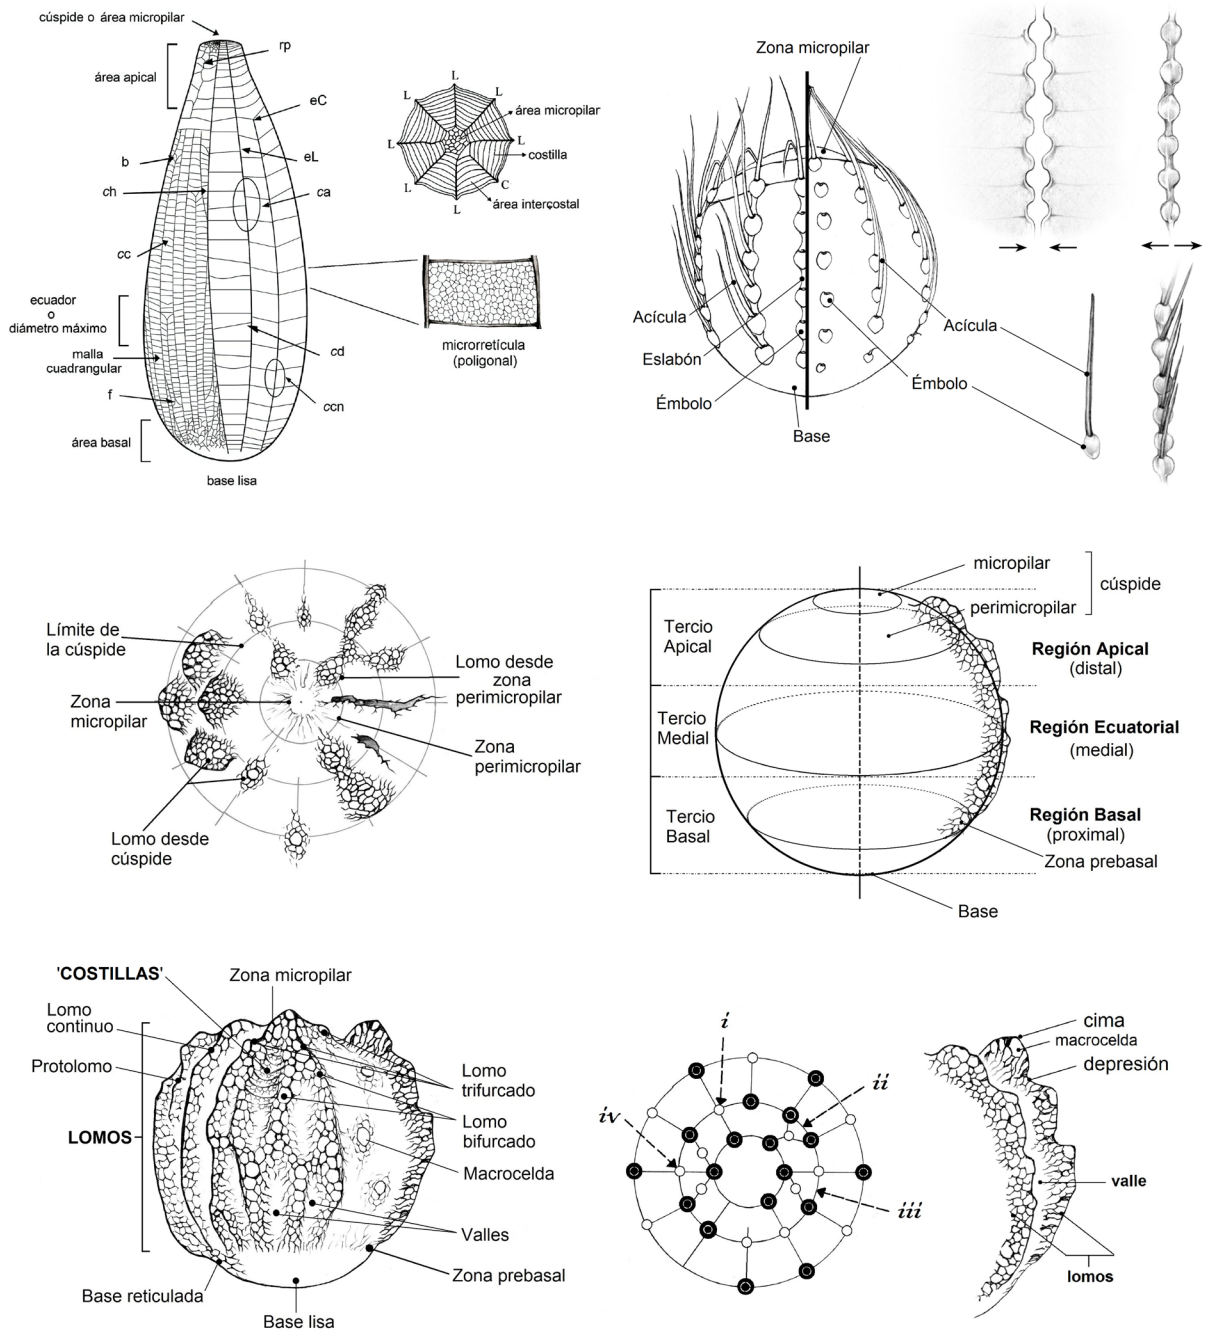 cúspide o área micropilar
rp
área apical
eC
b
eL
ch
ca
cc
ecuador
o
diámetro máximo
malla
cuadrangular
cd
f
ccn
área basal
base lisa
L
L
L
L
L
L
L
C
área micropilar
costilla
área intercostal
microrretícula
(poligonal)
Zona micropilar
Acícula
Eslabón
Émbolo
Base
Acícula
Émbolo
Límite de
la cúspide
Zona
micropilar
Lomo desde
cúspide
Lomo desde
zona
perimicropilar
Zona
perimicropilar
micropilar
perimicropilar
cúspide
Tercio
Apical
Región Apical
(distal)
Tercio
Medial
Región Ecuatorial
(medial)
Tercio
Basal
Región Basal
(proximal)
Zona prebasal
Base
'COSTILLAS'
Zona micropilar
Lomo
continuo
Protolomo
LOMOS
Lomo
trifurcado
Lomo
bifurcado
Macrocelda
Valles
Zona prebasal
Base reticulada
Base lisa
i
ii
iv
iii
cima
macrocelda
depresión
valle
lomos